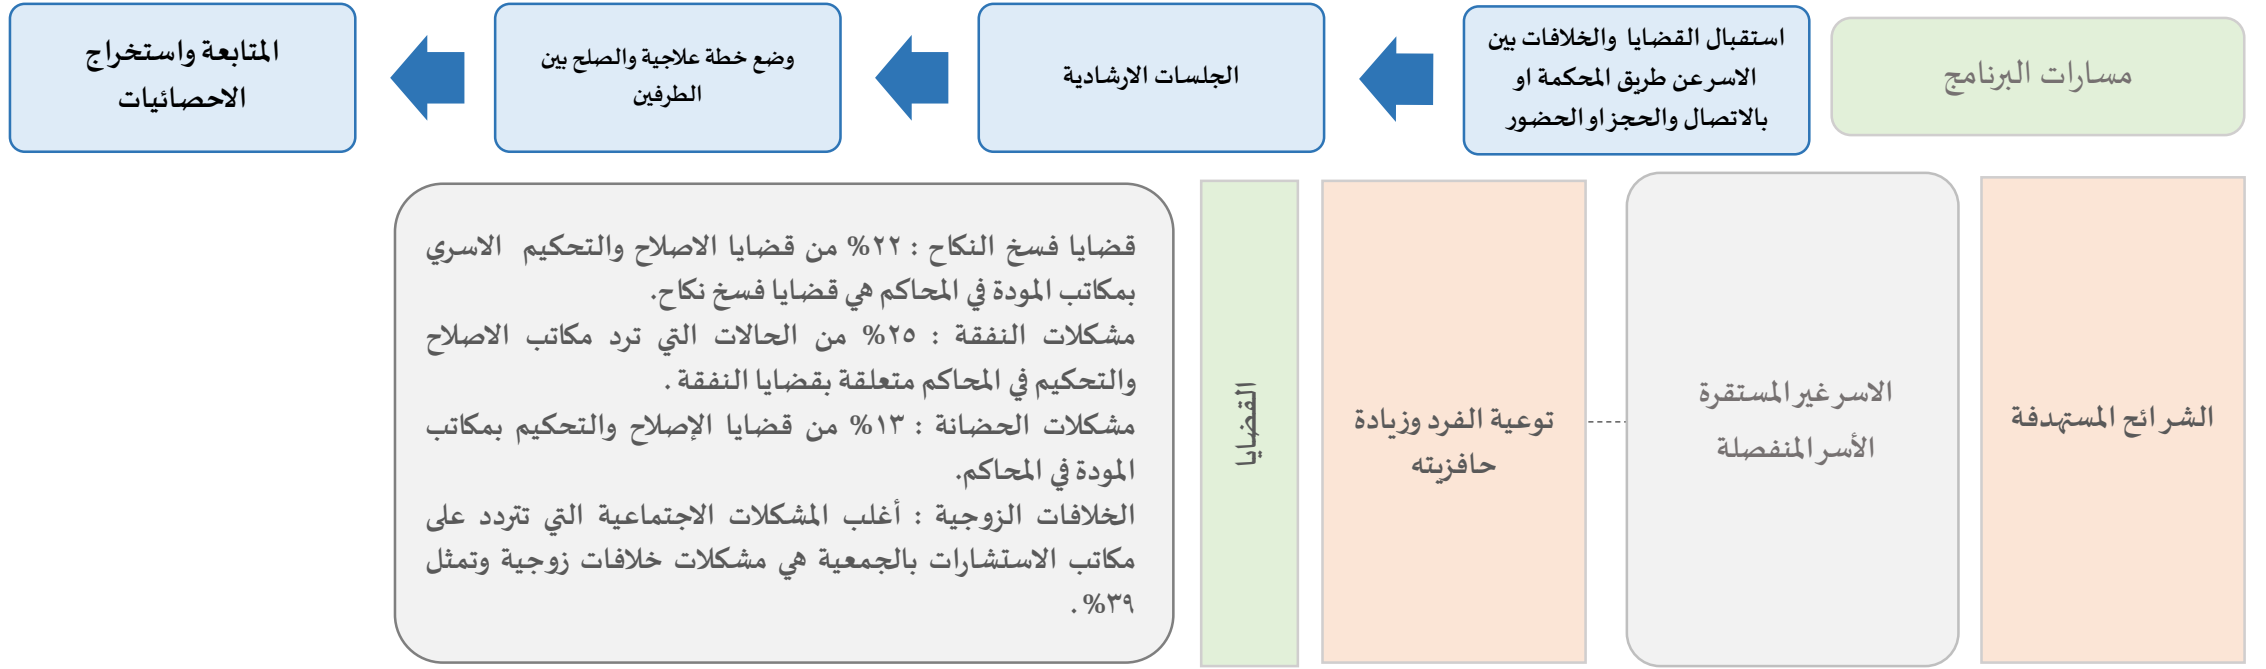 مسارات البرنامج
استقبال القضايا والخلافات بين
الاسر عن طريق المحكمة او
بالاتصال والحجز او الحضور
الجلسات الارشادية
وضع خطة علاجية والصلح بين
الطرفين
المتابعة واستخراج
الاحصائيات
الشرائح المستهدفة
الاسر غير المستقرة
الأسر المنفصلة
توعية الفرد وزيادة
حافزيته
القضايا
قضايا فسخ النكاح : ٢٢% من قضايا الاصلاح والتحكيم الاسري
بمكاتب المودة في المحاكم هي قضايا فسخ نكاح.
مشكلات النفقة : ٢٥% من الحالات التي ترد مكاتب الاصلاح
والتحكيم في المحاكم متعلقة بقضايا النفقة .
مشكلات الحضانة : ١٣% من قضايا الإصلاح والتحكيم بمكاتب
المودة في المحاكم.
الخلافات الزوجية : أغلب المشكلات الاجتماعية التي تتردد على
مكاتب الاستشارات بالجمعية هي مشكلات خلافات زوجية وتمثل
٣٩% .